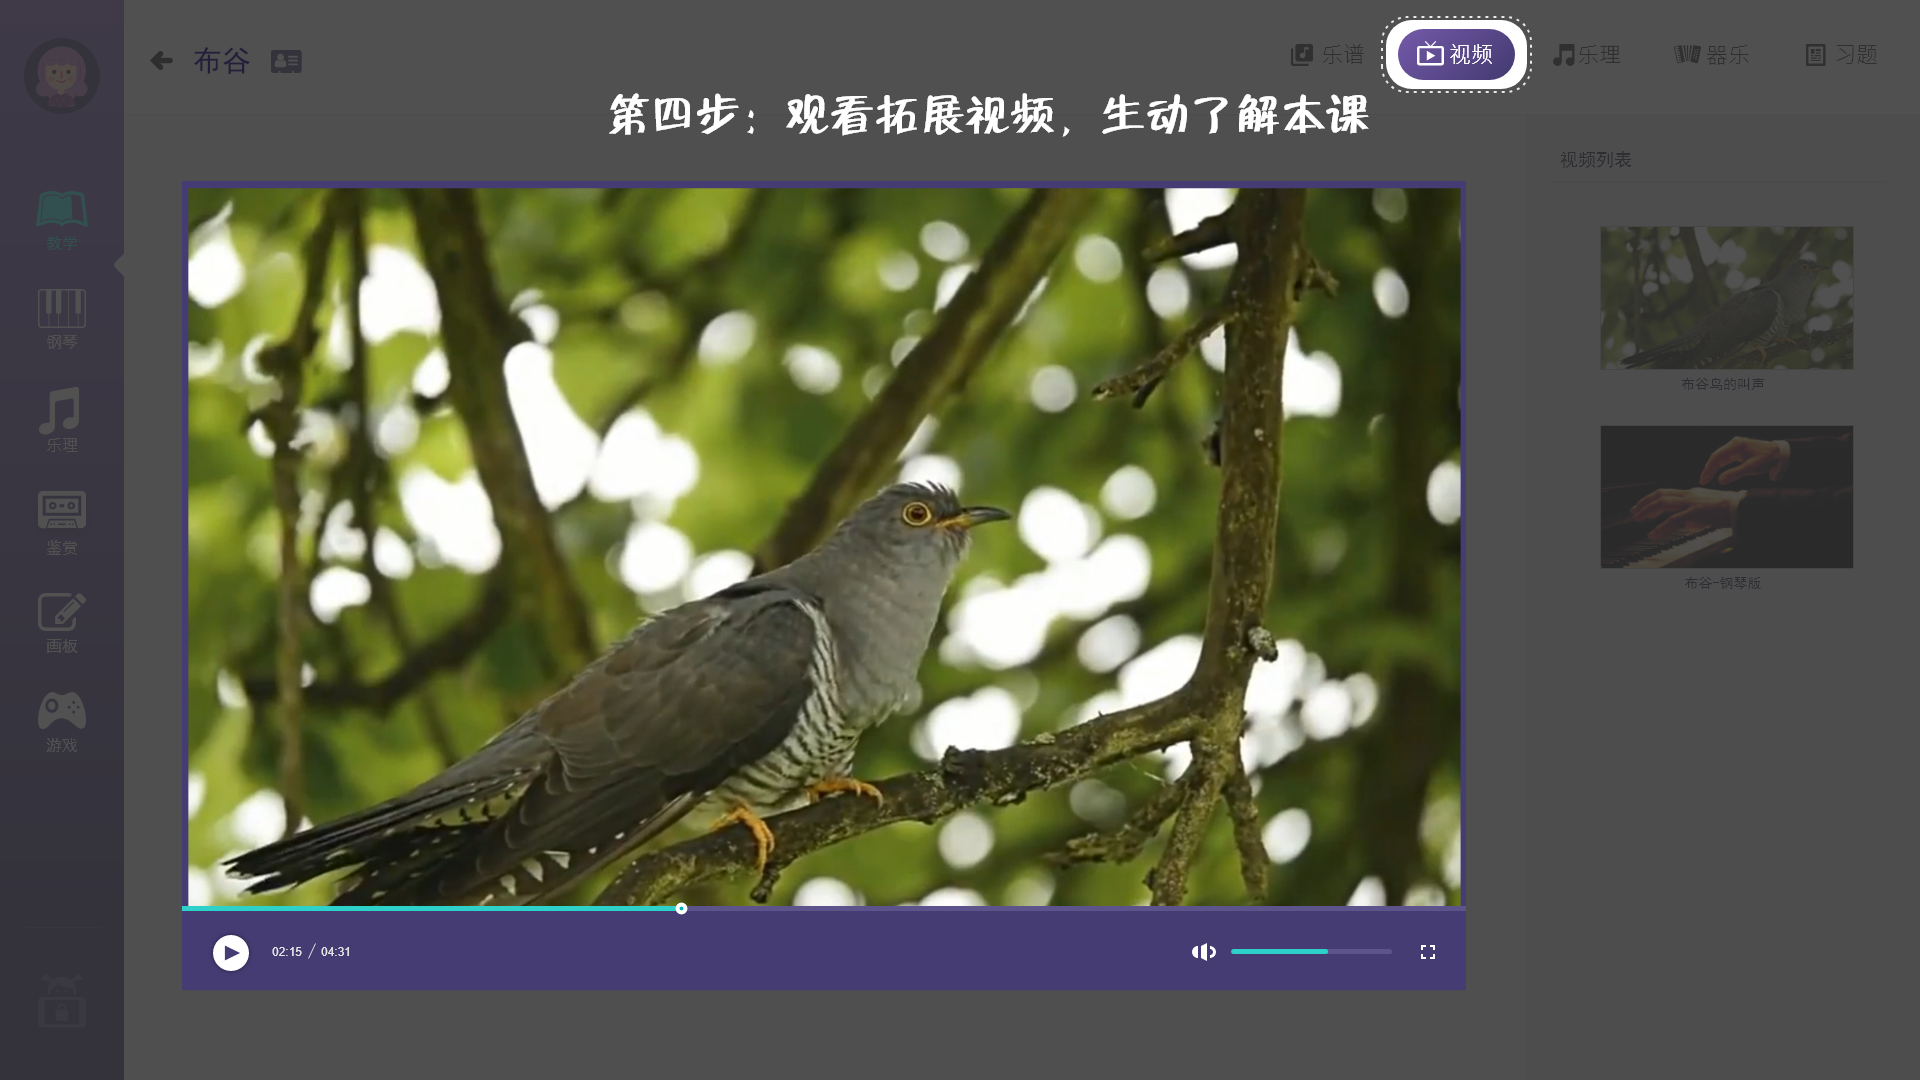 布谷
乐谱
视频
乐理
器乐
习题
第四步：观看拓展视频，生动了解本课
教学
钢琴
乐理
鉴赏
画板
游戏
视频列表
布谷鸟的叫声
布谷-钢琴版
02:15 / 04:31